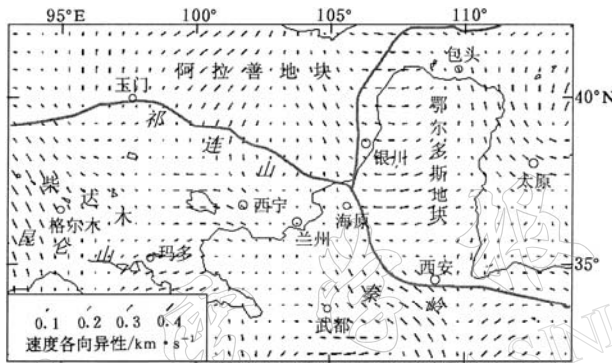 95°E 100° 105° 110°
包头
阿拉善地块
玉门
40°N
祁连山
鄂尔多斯地块
银川
太原
柴达木
西宁
海原
格尔木
兰州
昆仑山
玛多
西安
35°
秦岭
武都
0.1 0.2 0.3 0.4
速度各向异性/km·s⁻¹